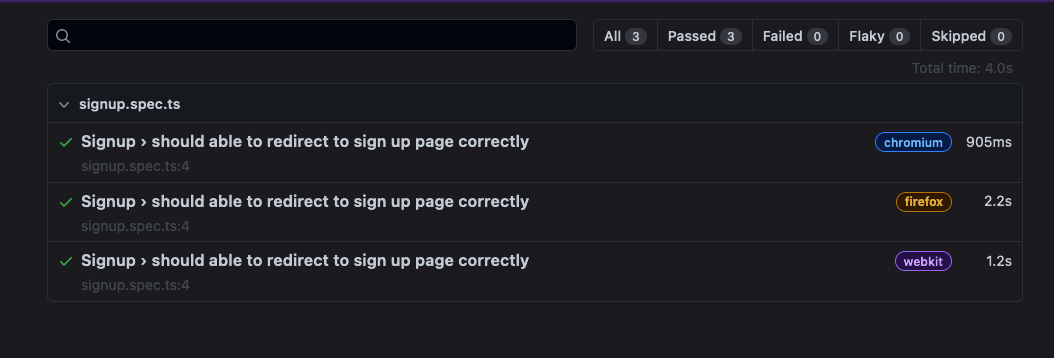 All 3 Passed 3 Failed 0 Flaky 0 Skipped 0
Total time: 4.0s
signup.spec.ts
Signup › should able to redirect to sign up page correctly chromium 905ms
signup.spec.ts:4
Signup › should able to redirect to sign up page correctly firefox 2.2s
signup.spec.ts:4
Signup › should able to redirect to sign up page correctly webkit 1.2s
signup.spec.ts:4